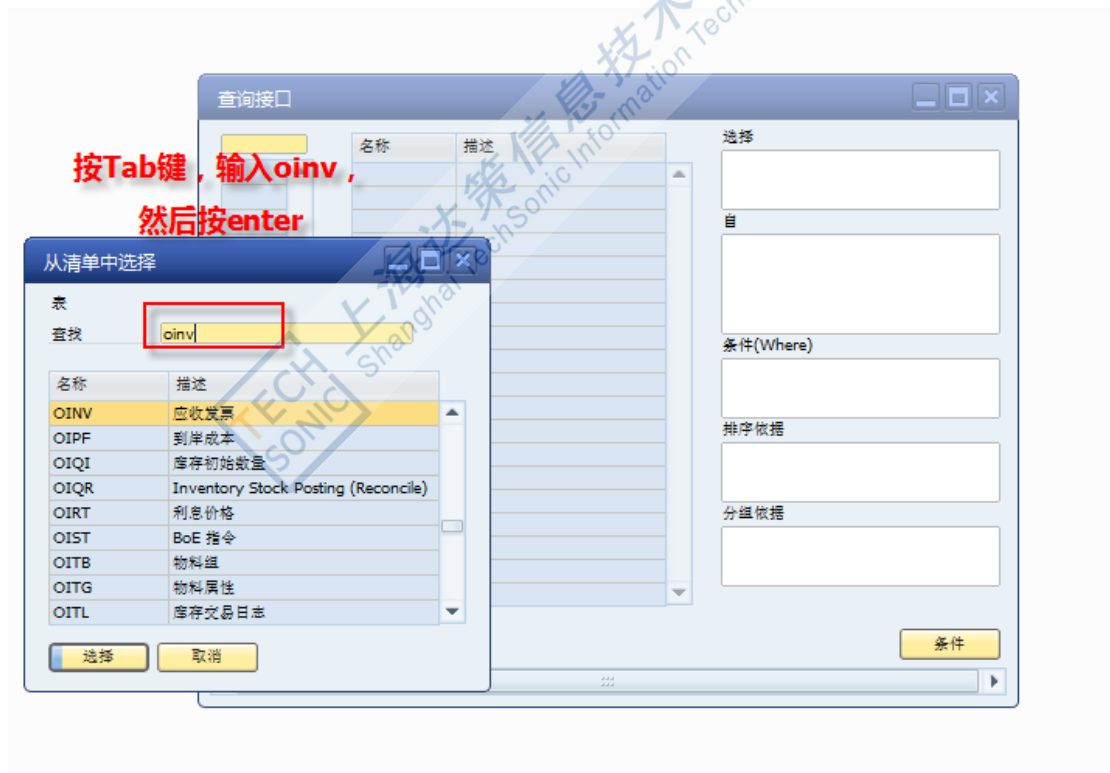 查询接口
名称 描述
选择
自
条件(Where)
排序依据
分组依据
条件
按Tab键，输入oinv，
然后按enter
从清单中选择
表
查找 oinv
名称 描述
OINV 应收发票
OIPF 到岸成本
OIQI 库存初始数量
OIQR Inventory Stock Posting (Reconcile)
OIRT 利息价格
OIST BoE 指令
OITB 物料组
OITG 物料属性
OITL 库存交易日志
选择 取消
TECH SONIC
上海达策信息技术
Shanghai TechSonic Information Tech